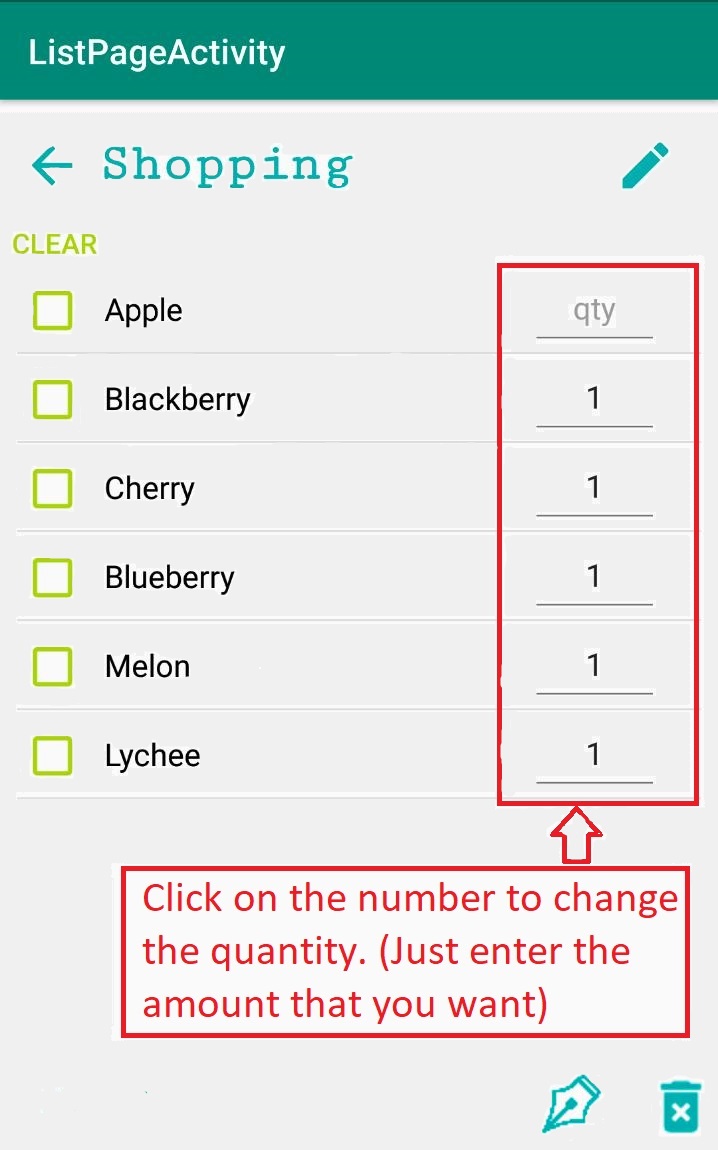 ListPageActivity
Shopping
CLEAR
Apple qty
Blackberry 1
Cherry 1
Blueberry 1
Melon 1
Lychee 1
Click on the number to change
the quantity. (Just enter the
amount that you want)